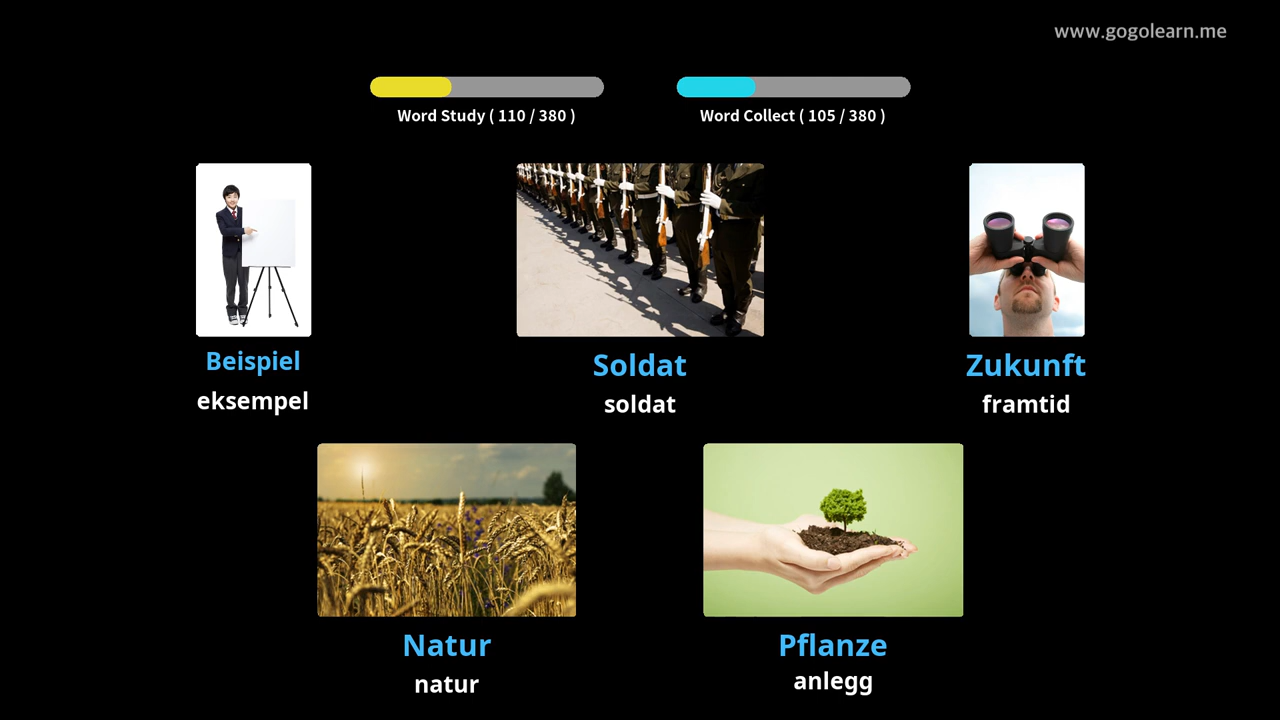 www.gogolearn.me
Word Study ( 110 / 380 )
Word Collect ( 105 / 380 )
Beispiel
eksempel
Soldat
soldat
Zukunft
framtid
Natur
natur
Pflanze
anlegg